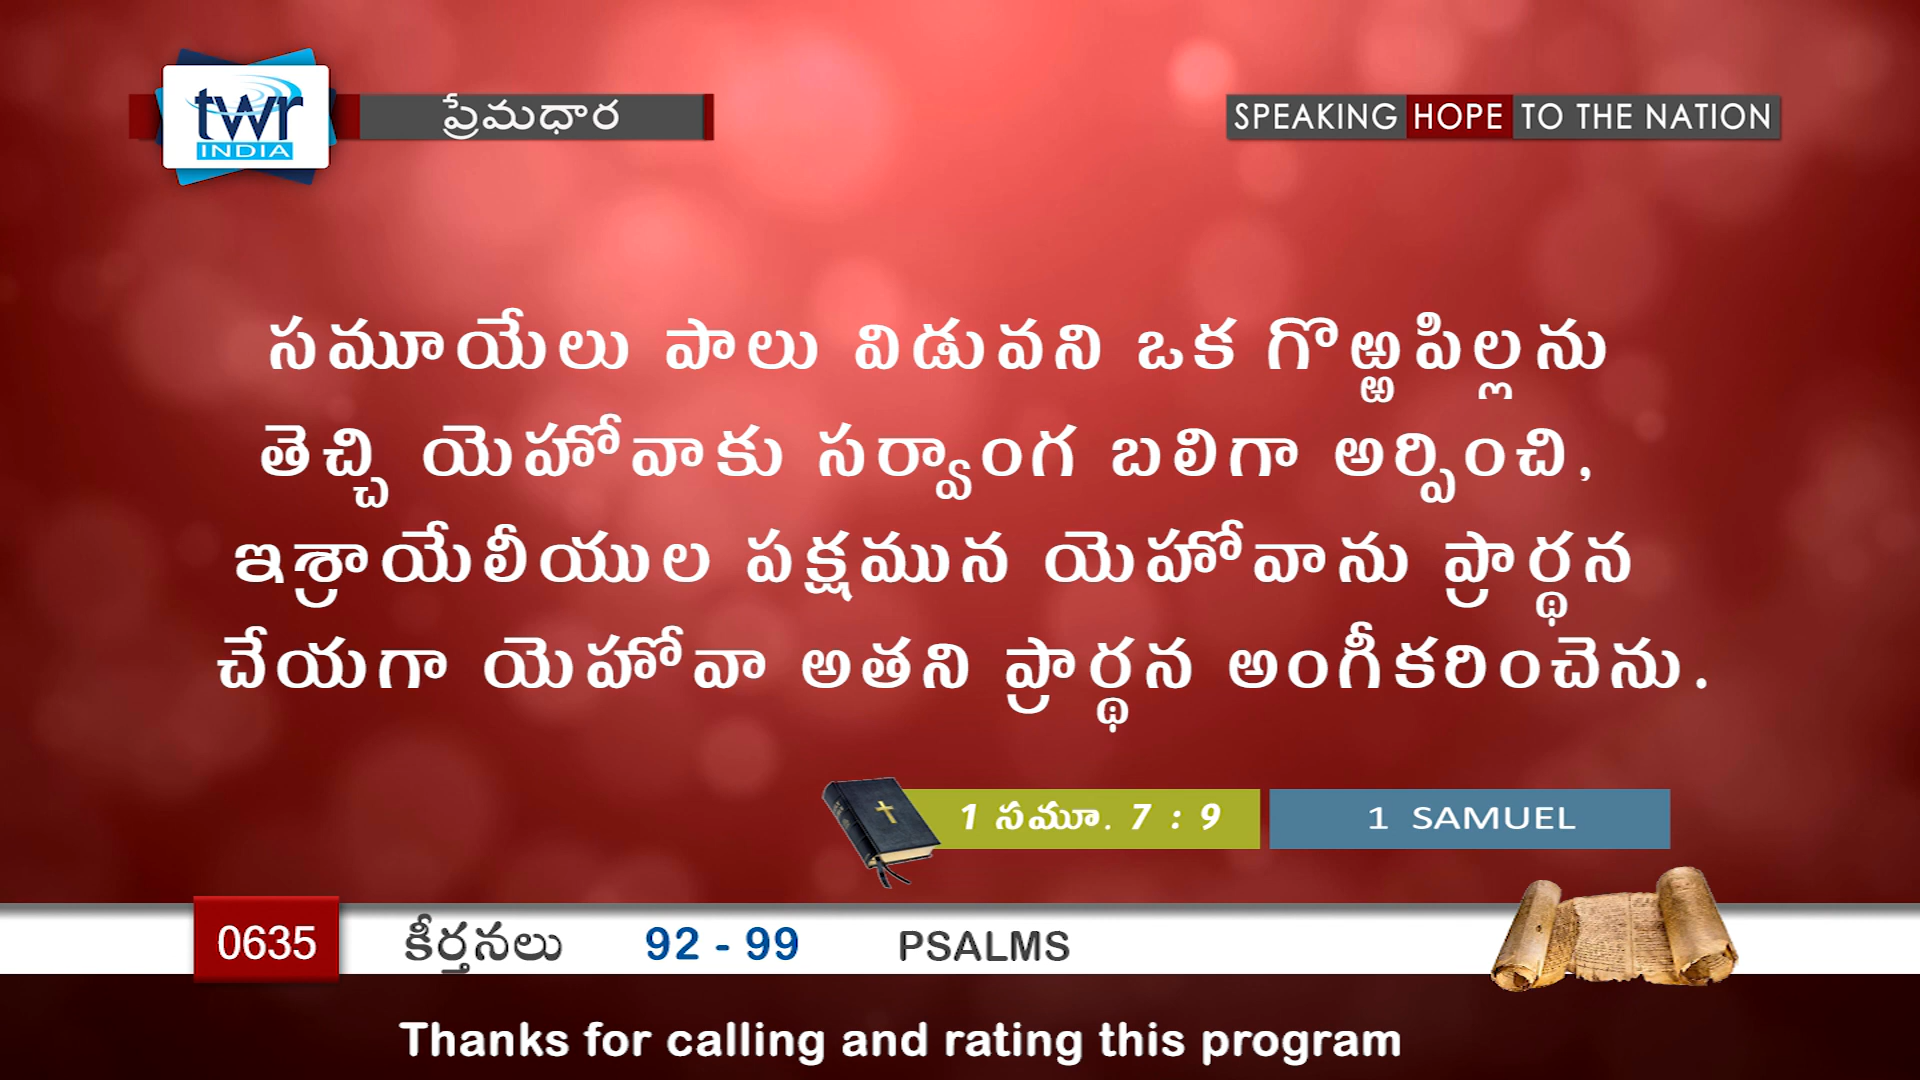 twr
INDIA
ప్రేమధార
SPEAKING HOPE TO THE NATION
సమూయేలు పాలు విడువని ఒక గొఱ్ఱపిల్లను
తెచ్చి యెహోవాకు సర్వాంగ బలిగా అర్పించి,
ఇశ్రాయేలీయుల పక్షమున యెహోవాను ప్రార్థన
చేయగా యెహోవా అతని ప్రార్థన అంగీకరించెను.
1 సమూ. 7 : 9
1 SAMUEL
0635 కీర్తనలు 92 - 99 PSALMS
Thanks for calling and rating this program